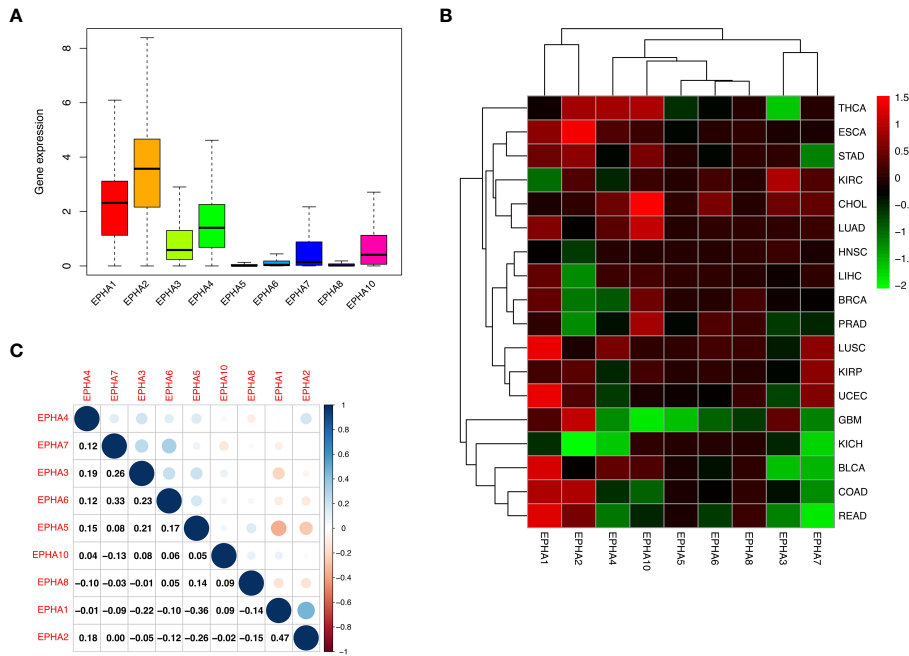 A
Gene expression
8
6
4
2
0
EPHA1
EPHA2
EPHA3
EPHA4
EPHA5
EPHA6
EPHA7
EPHA8
EPHA10
B
THCA
ESCA
STAD
KIRC
CHOL
LUAD
HNSC
LIHC
BRCA
PRAD
LUSC
KIRP
UCEC
GBM
KICH
BLCA
COAD
READ
EPHA1
EPHA2
EPHA4
EPHA10
EPHA5
EPHA6
EPHA8
EPHA3
EPHA7
1.5
1
0.5
0
−0.5
−1
−1.5
−2
C
EPHA4
EPHA7
EPHA3
EPHA6
EPHA5
EPHA10
EPHA8
EPHA1
EPHA2
EPHA4
EPHA7 0.12
EPHA3 0.19 0.26
EPHA6 0.12 0.33 0.23
EPHA5 0.15 0.08 0.21 0.17
EPHA10 0.04 −0.13 0.08 0.06 0.05
EPHA8 −0.10 −0.03 −0.01 0.05 0.14 0.09
EPHA1 −0.01 −0.09 −0.22 −0.10 −0.36 0.09 −0.14
EPHA2 0.18 0.00 −0.05 −0.12 −0.26 −0.02 −0.15 0.47
1
0.8
0.6
0.4
0.2
0
−0.2
−0.4
−0.6
−0.8
−1